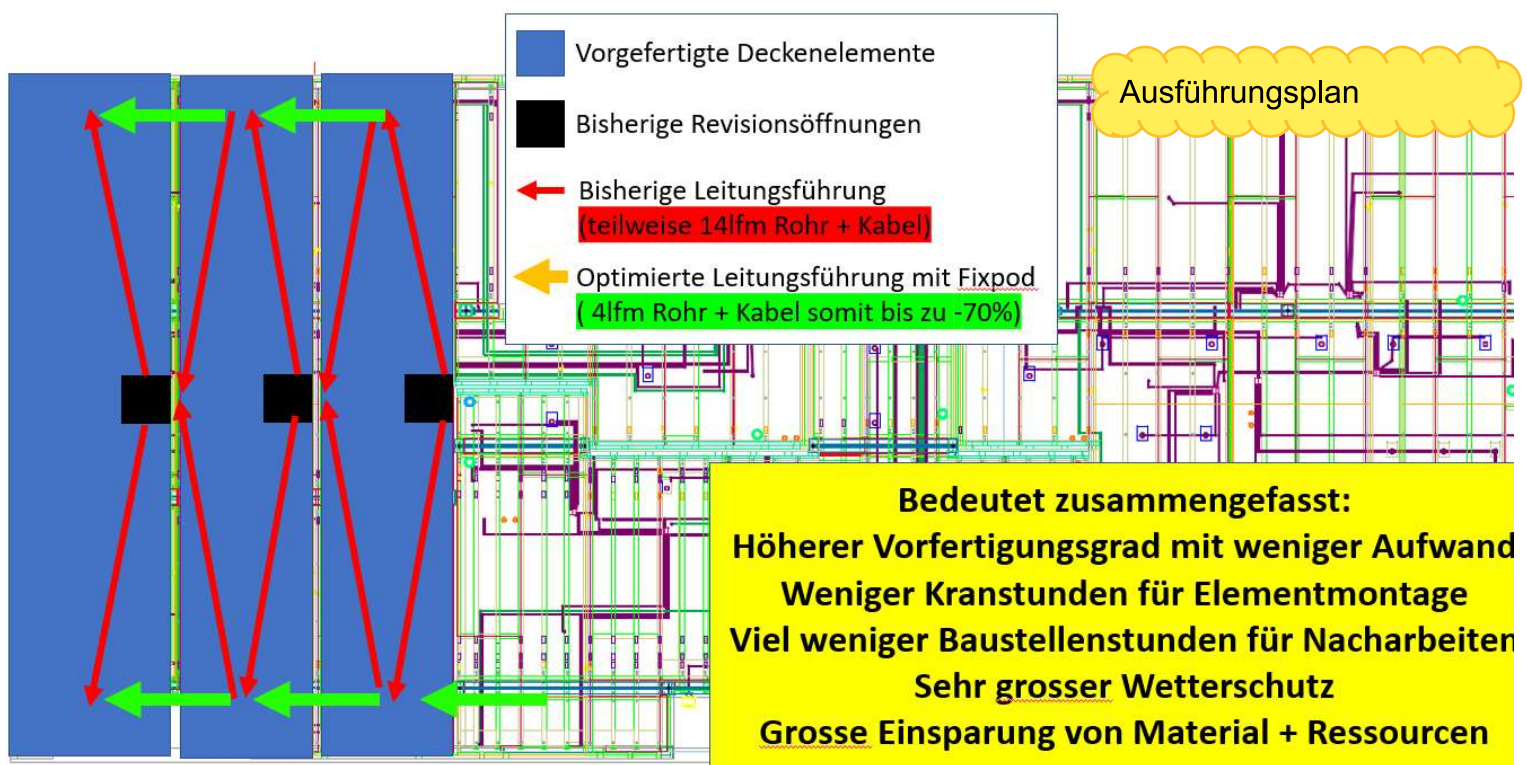 Vorgefertigte Deckenelemente
Bisherige Revisionsöffnungen
Bisherige Leitungsführung
(teilweise 14lfm Rohr + Kabel)
Optimierte Leitungsführung mit Fixpod
( 4lfm Rohr + Kabel somit bis zu -70%)
Ausführungsplan
Bedeutet zusammengefasst:
Höherer Vorfertigungsgrad mit weniger Aufwand
Weniger Kranstunden für Elementmontage
Viel weniger Baustellenstunden für Nacharbeiten
Sehr grosser Wetterschutz
Grosse Einsparung von Material + Ressourcen